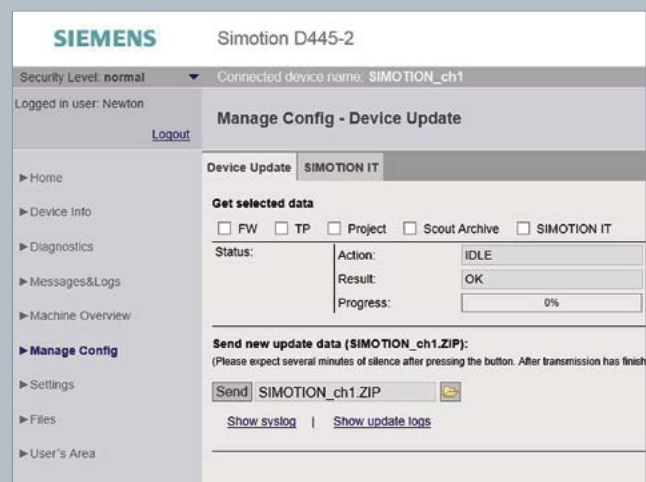 SIEMENS
Simotion D445-2
Security Level: normal
Connected device name: SIMOTION_ch1
Logged in user: Newton
Logout
Manage Config - Device Update
Home
Device Info
Diagnostics
Messages&Logs
Machine Overview
Manage Config
Settings
Files
User's Area
Device Update SIMOTION IT
Get selected data
FW TP Project Scout Archive SIMOTION IT
Status: Action: IDLE
Result: OK
Progress: 0%
Send new update data (SIMOTION_ch1.ZIP):
(Please expect several minutes of silence after pressing the button. After transmission has finish
Send SIMOTION_ch1.ZIP
Show syslog | Show update logs